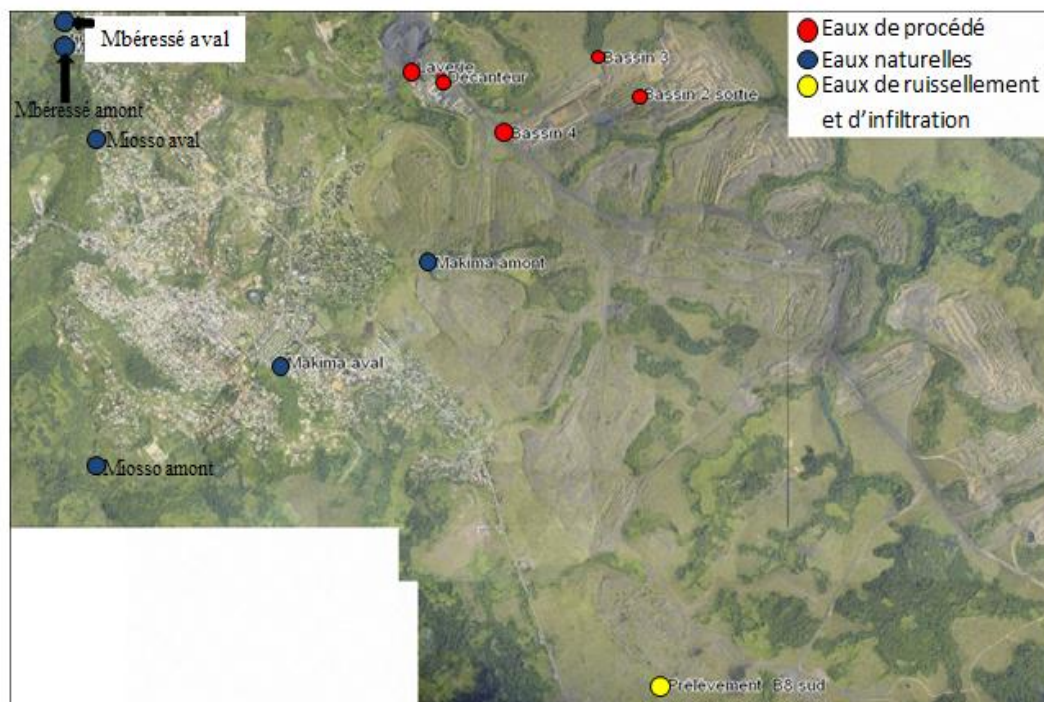 Mbéressé aval
Mbéressé amont
Miosso aval
Laverie
Décanteur
Bassin 3
Bassin 2 sortie
Bassin 4
Makima amont
Makima aval
Miosso amont
Prélèvement B8 sud
Eaux de procédé
Eaux naturelles
Eaux de ruissellement
et d'infiltration